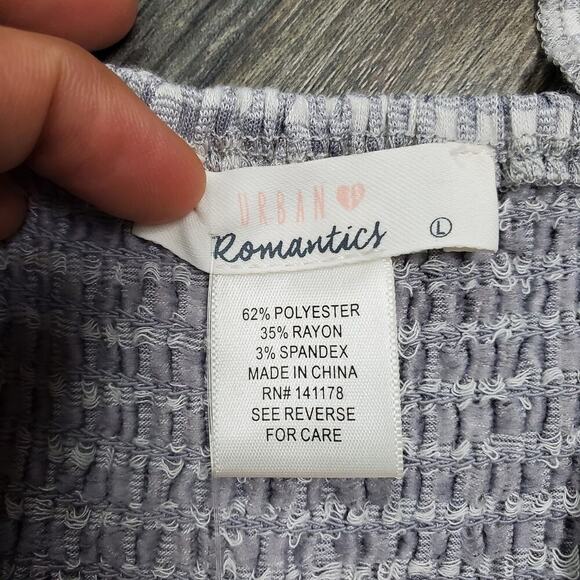 URBAN
Romantics
L
62% POLYESTER
35% RAYON
3% SPANDEX
MADE IN CHINA
RN# 141178
SEE REVERSE
FOR CARE